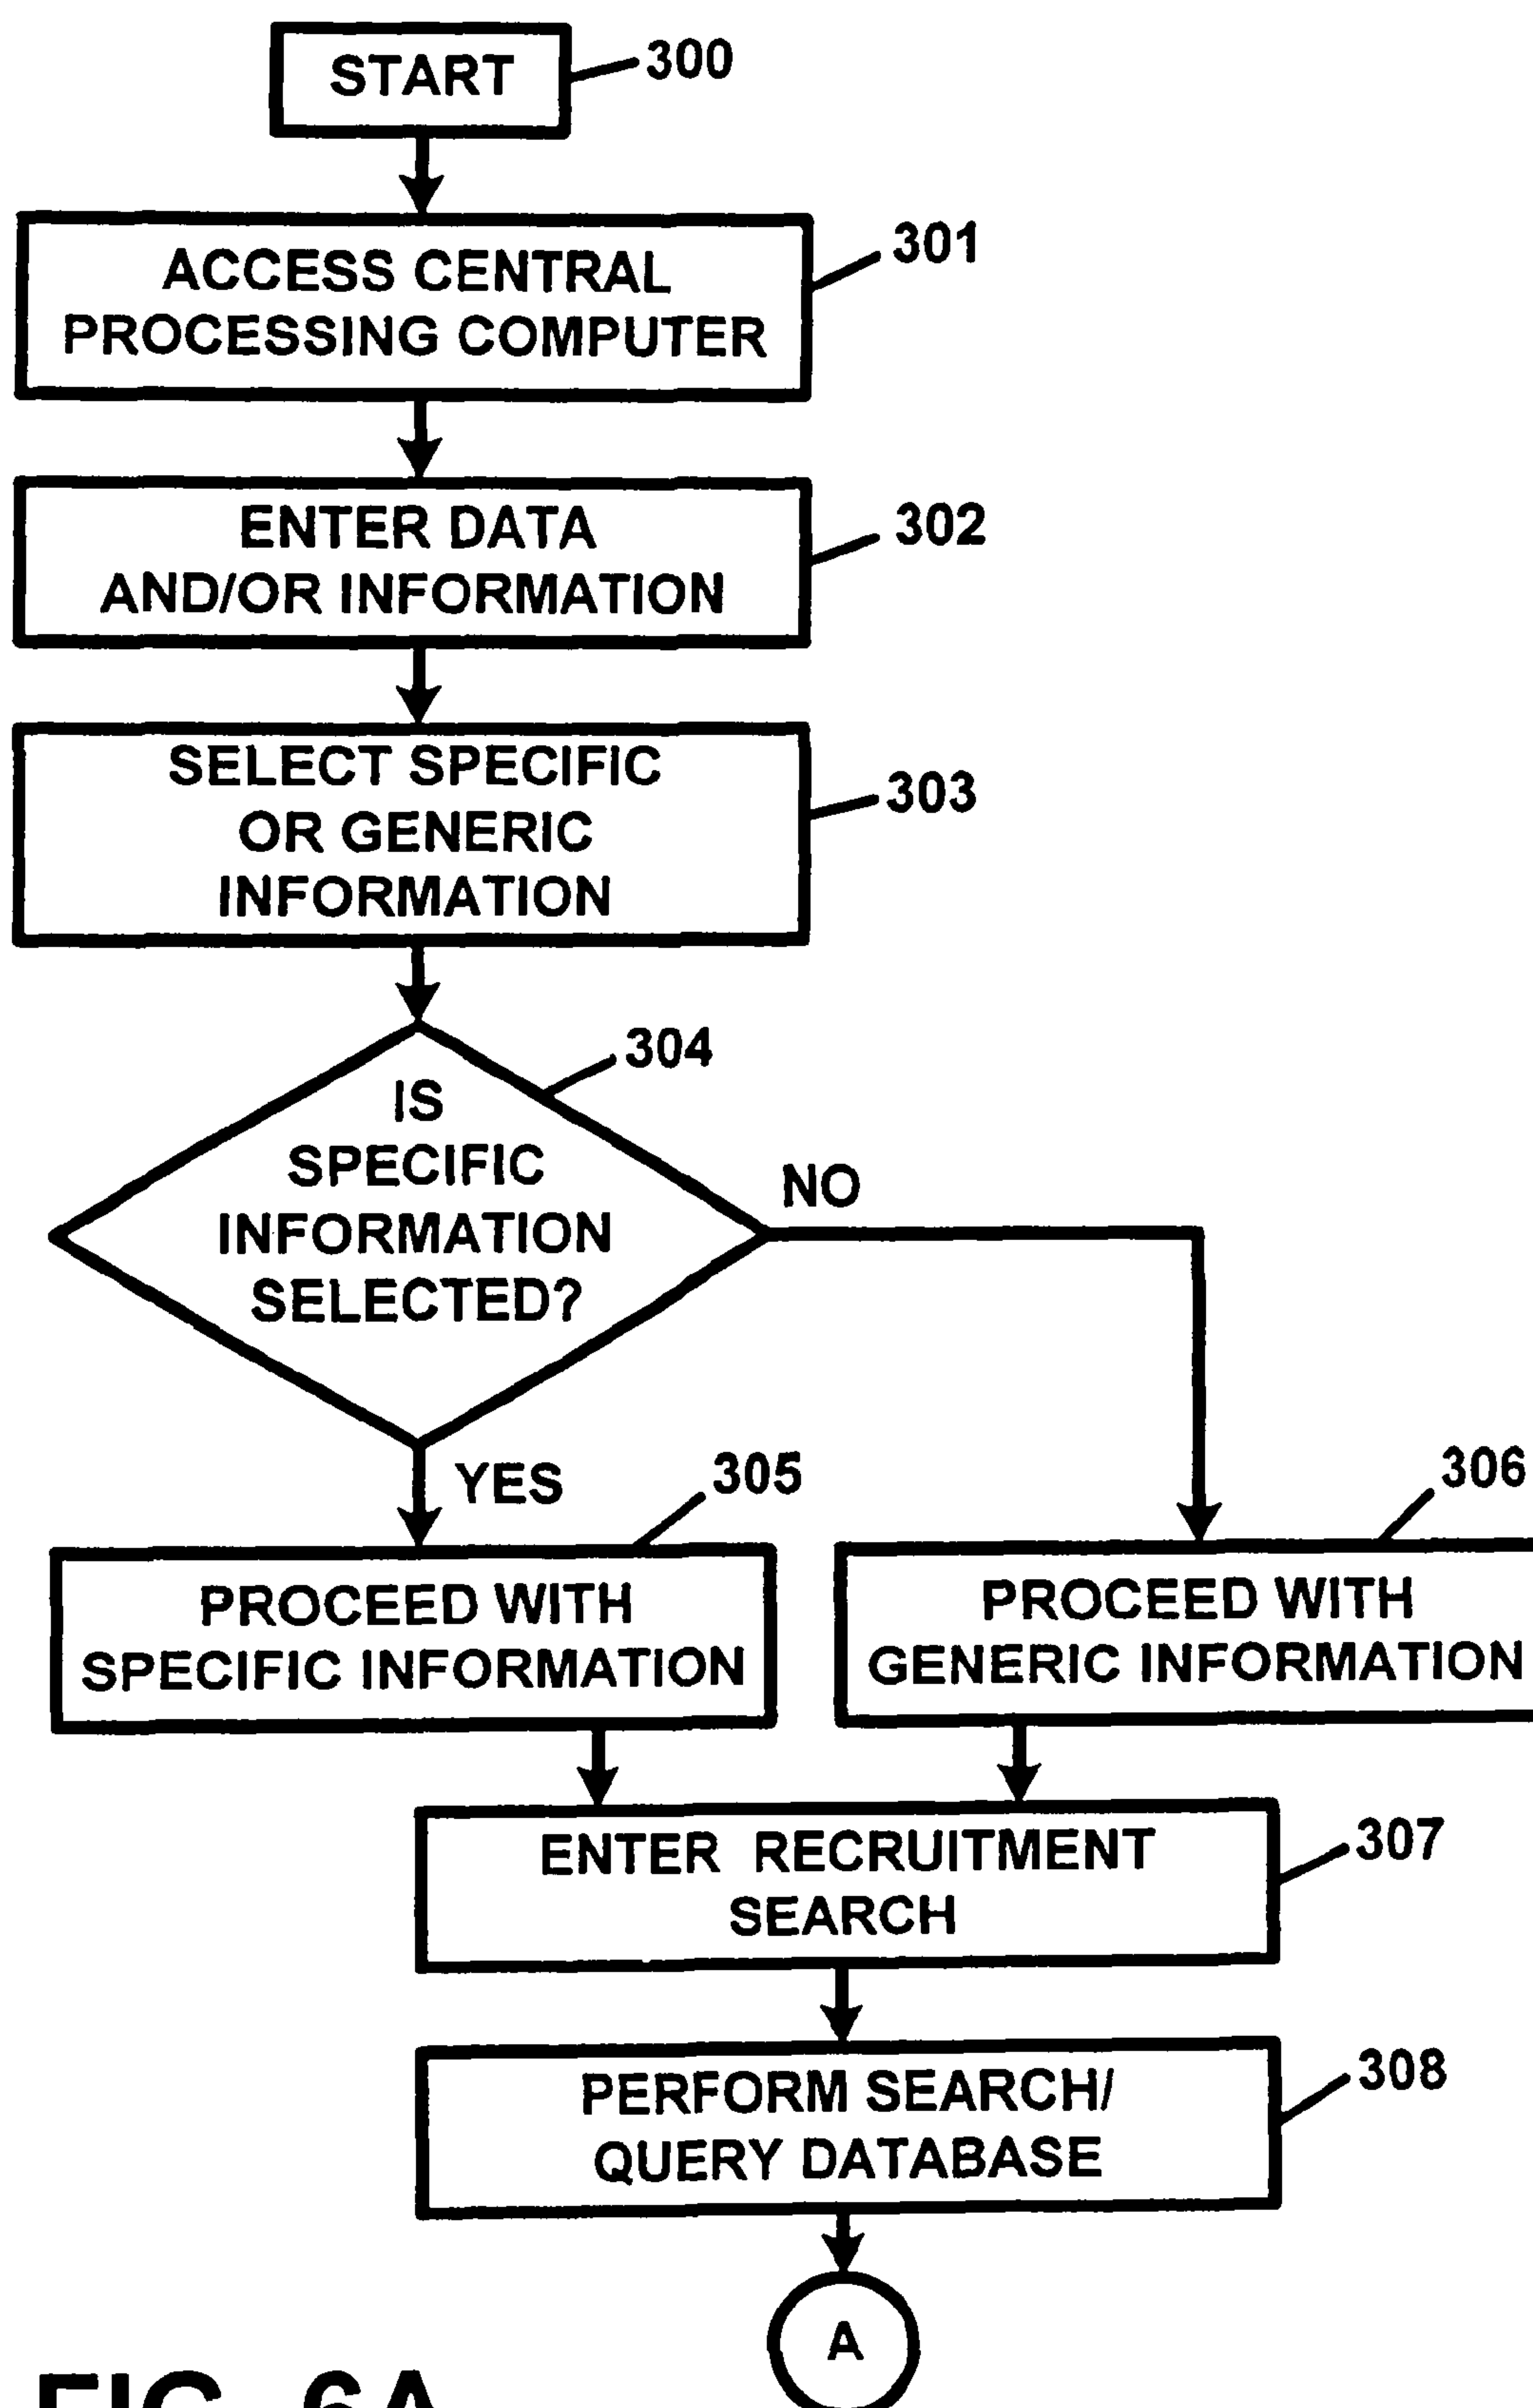 START
300
ACCESS CENTRAL
PROCESSING COMPUTER
301
ENTER DATA
AND/OR INFORMATION
302
SELECT SPECIFIC
OR GENERIC
INFORMATION
303
304
IS
SPECIFIC
INFORMATION
SELECTED?
NO
YES
305
306
PROCEED WITH
SPECIFIC INFORMATION
PROCEED WITH
GENERIC INFORMATION
ENTER RECRUITMENT
SEARCH
307
PERFORM SEARCH/
QUERY DATABASE
308
A
FIG. 6A